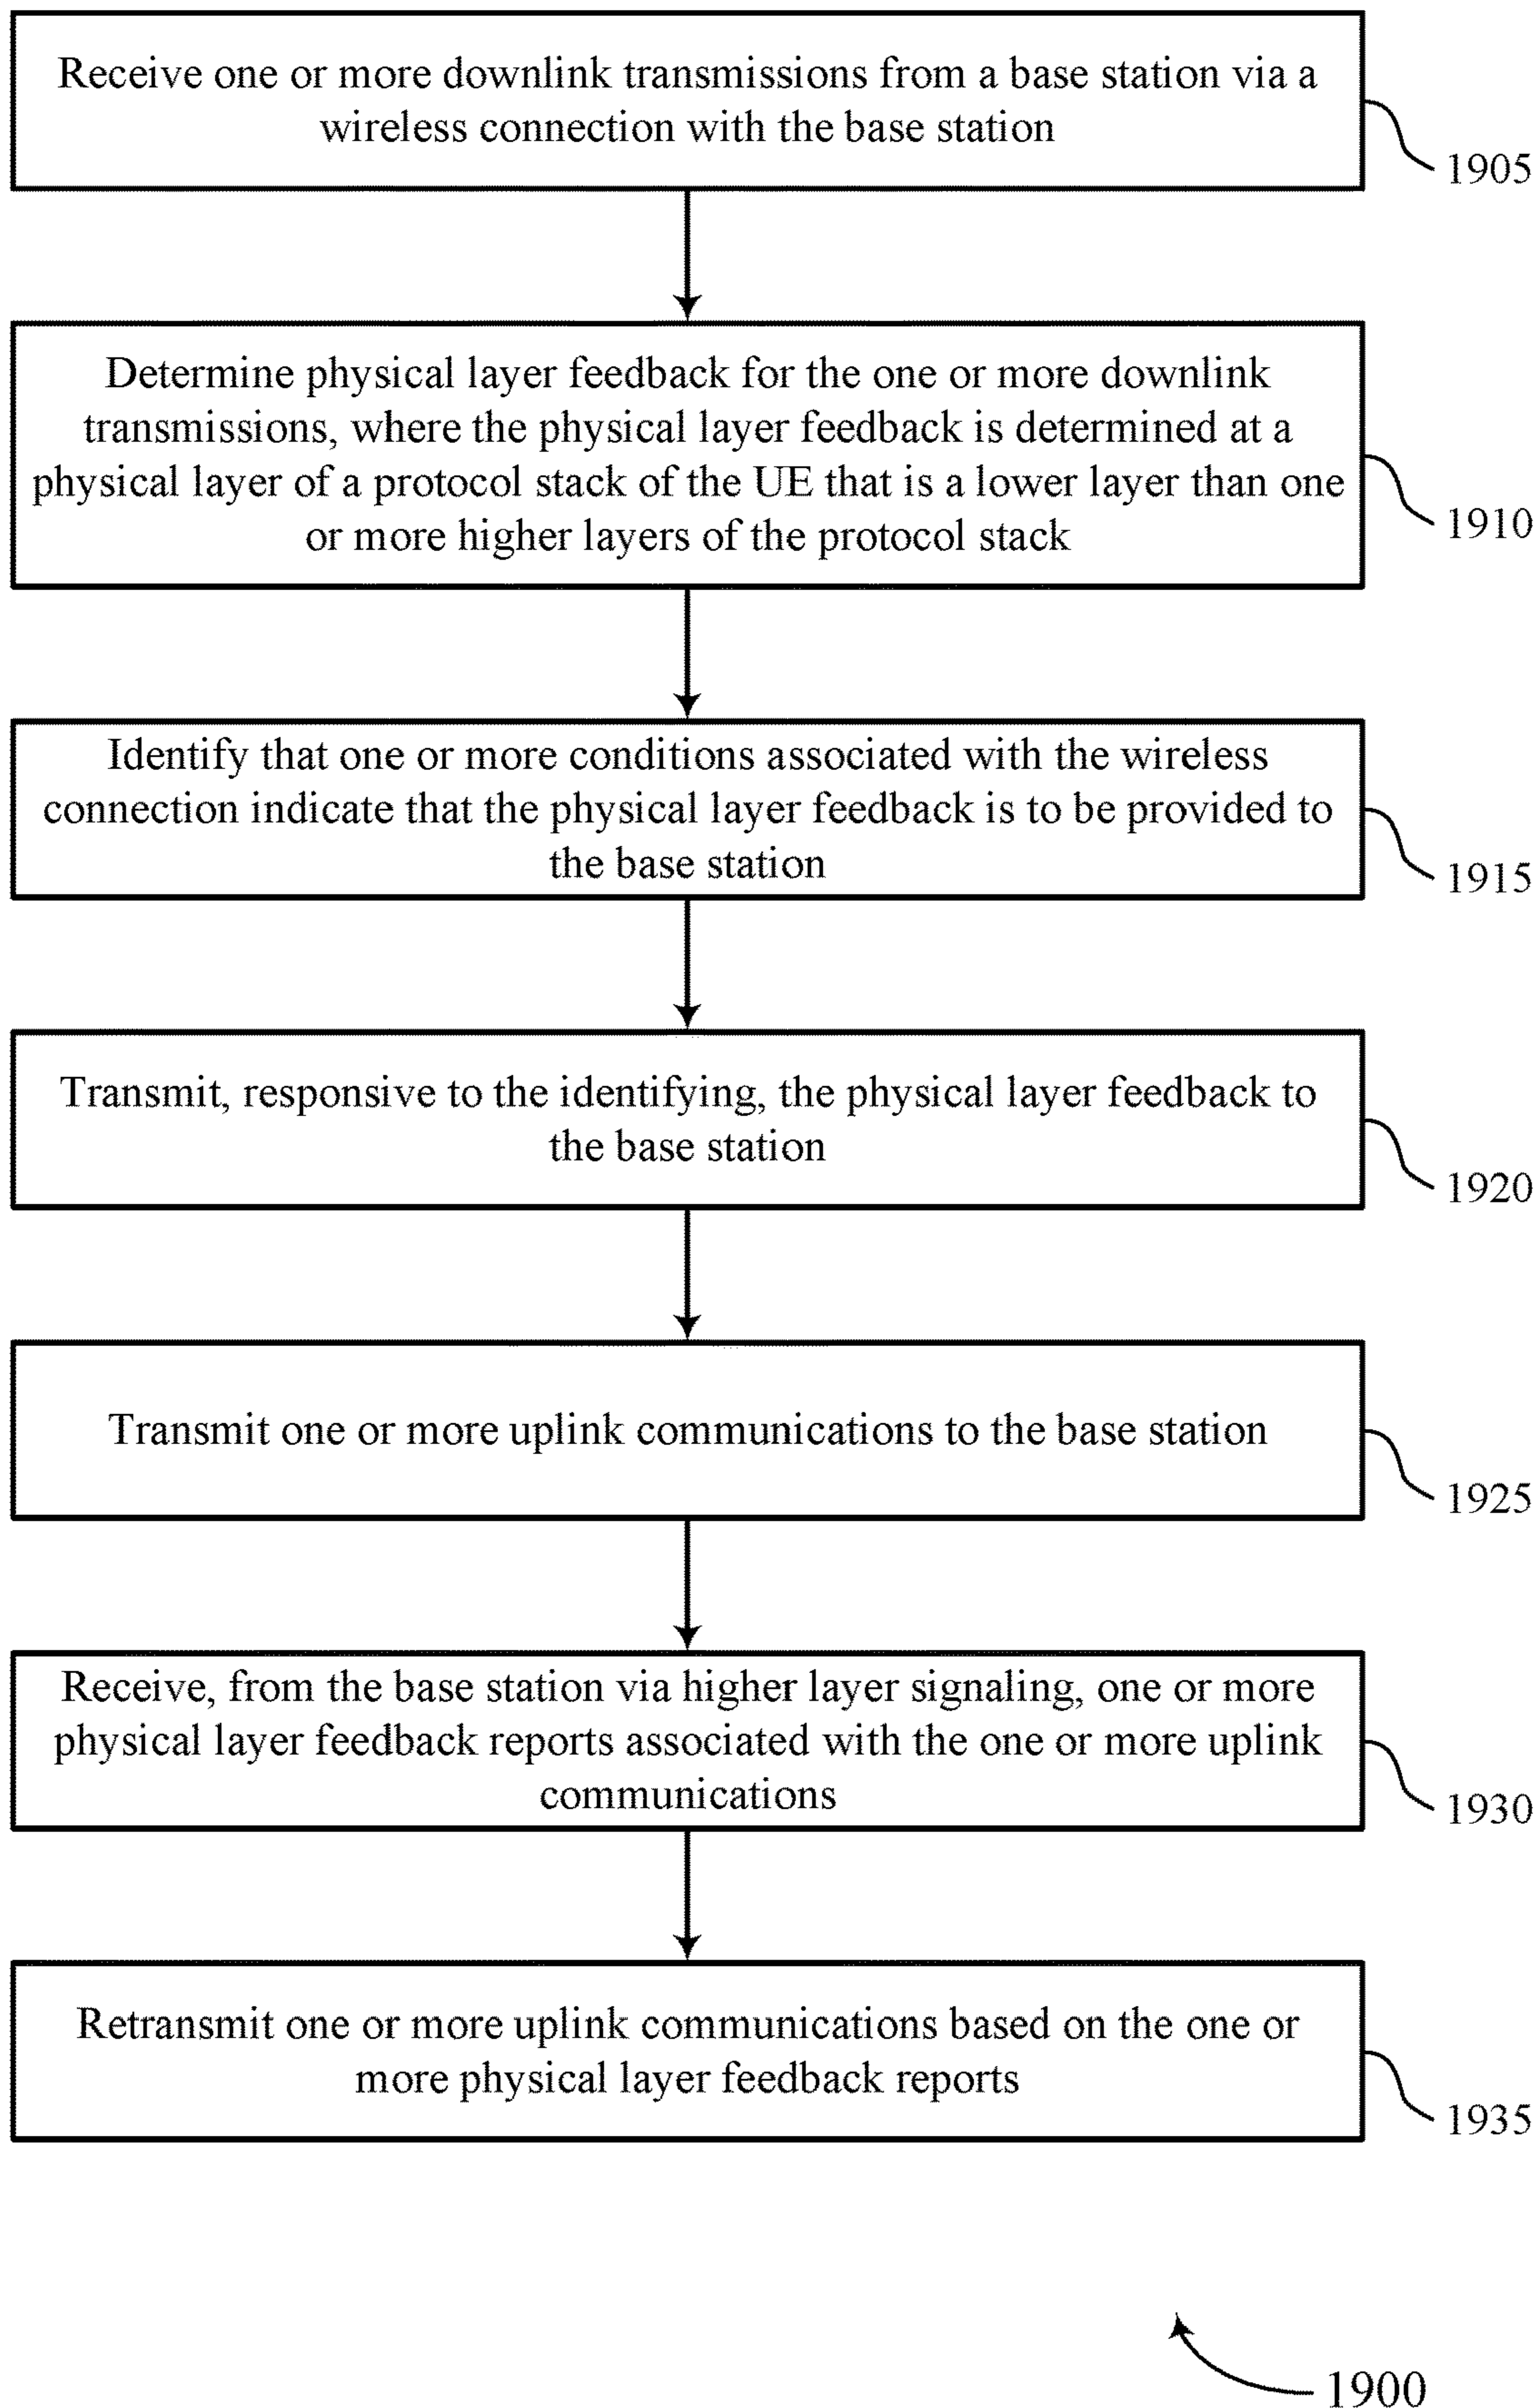 Receive one or more downlink transmissions from a base station via a
wireless connection with the base station
1905
Determine physical layer feedback for the one or more downlink
transmissions, where the physical layer feedback is determined at a
physical layer of a protocol stack of the UE that is a lower layer than one
or more higher layers of the protocol stack
1910
Identify that one or more conditions associated with the wireless
connection indicate that the physical layer feedback is to be provided to
the base station
1915
Transmit, responsive to the identifying, the physical layer feedback to
the base station
1920
Transmit one or more uplink communications to the base station
1925
Receive, from the base station via higher layer signaling, one or more
physical layer feedback reports associated with the one or more uplink
communications
1930
Retransmit one or more uplink communications based on the one or
more physical layer feedback reports
1935
1900